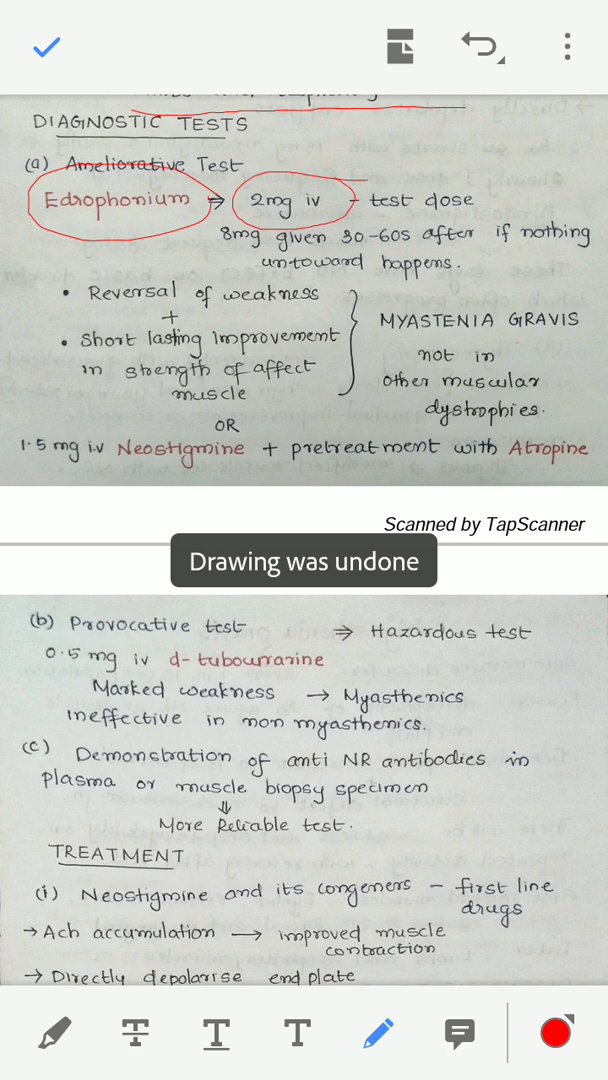 DIAGNOSTIC TESTS
(a) Ameliorative Test
Edrophonium ⇒ 2mg iv - test dose
8mg given 30-60s after if nothing
untoward happens.
• Reversal of weakness
+
• Short lasting improvement
in strength of affect
muscle
MYASTENIA GRAVIS
not in
other muscular
dystrophies.
OR
1.5 mg i.v Neostigmine + pretreatment with Atropine
Scanned by TapScanner
Drawing was undone
(b) Provocative test ⇒ Hazardous test
0.5 mg iv d-tubocurarine
Marked weakness → Myasthenics
Ineffective in non myasthenics.
(c) Demonstration of anti NR antibodies in
plasma or muscle biopsy specimen
⇓
More Reliable test.
TREATMENT
(i) Neostigmine and its congeners - first line
drugs
→ Ach accumulation → improved muscle
contraction
→ Directly depolarise end plate
T T T